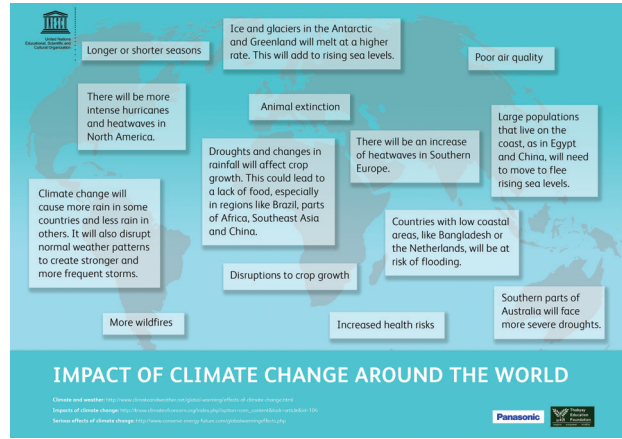 United Nations
Educational, Scientific and
Cultural Organization
Longer or shorter seasons
Ice and glaciers in the Antarctic
and Greenland will melt at a higher
rate. This will add to rising sea levels.
Poor air quality
There will be more
intense hurricanes
and heatwaves in
North America.
Animal extinction
Large populations
that live on the
coast, as in Egypt
and China, will need
to move to flee
rising sea levels.
Droughts and changes in
rainfall will affect crop
growth. This could lead to
a lack of food, especially
in regions like Brazil, parts
of Africa, Southeast Asia
and China.
There will be an increase
of heatwaves in Southern
Europe.
Climate change will
cause more rain in some
countries and less rain in
others. It will also disrupt
normal weather patterns
to create stronger and
more frequent storms.
Countries with low coastal
areas, like Bangladesh or
the Netherlands, will be at
risk of flooding.
Disruptions to crop growth
Southern parts of
Australia will face
more severe droughts.
More wildfires
Increased health risks
IMPACT OF CLIMATE CHANGE AROUND THE WORLD
Climate and weather:
Impacts of climate change:
Serious effects of climate change:
Panasonic
Education
Foundation